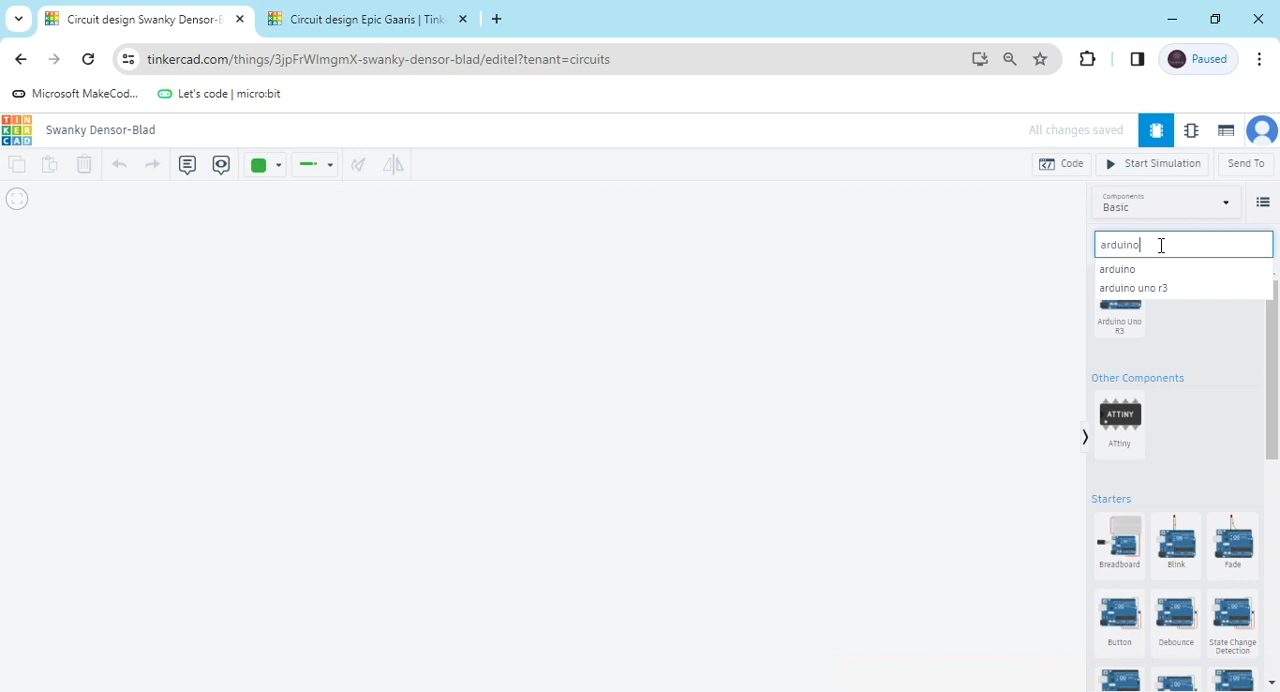 Circuit design Swanky Densor-E
Circuit design Epic Gaaris | Tink
tinkercad.com/things/3jpFrWlmgmX-swanky-densor-blad/editel?tenant=circuits
Paused
Microsoft MakeCod...
Let's code | micro:bit
TIN
KER
CAD
Swanky Densor-Blad
All changes saved
Code
Start Simulation
Send To
Components
Basic
arduino
arduino
arduino uno r3
Arduino Uno
R3
Other Components
ATTINY
ATtiny
Starters
Breadboard
Blink
Fade
Button
Debounce
State Change
Detection